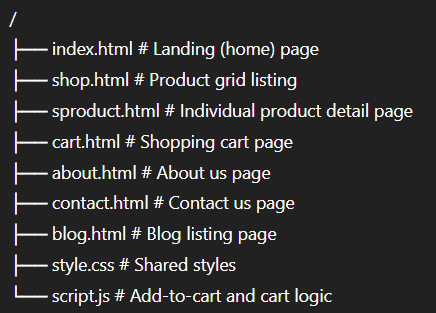 /
├── index.html # Landing (home) page
├── shop.html # Product grid listing
├── sproduct.html # Individual product detail page
├── cart.html # Shopping cart page
├── about.html # About us page
├── contact.html # Contact us page
├── blog.html # Blog listing page
├── style.css # Shared styles
└── script.js # Add-to-cart and cart logic